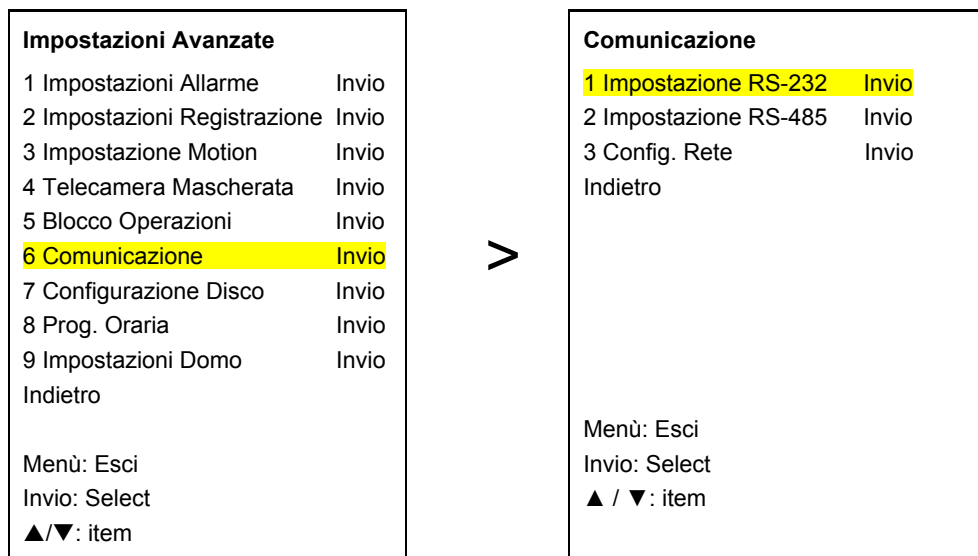 Impostazioni Avanzate
1 Impostazioni Allarme Invio
2 Impostazioni Registrazione Invio
3 Impostazione Motion Invio
4 Telecamera Mascherata Invio
5 Blocco Operazioni Invio
6 Comunicazione Invio
7 Configurazione Disco Invio
8 Prog. Oraria Invio
9 Impostazioni Domo Invio
Indietro
Menù: Esci
Invio: Select
▲/▼: item
>
Comunicazione
1 Impostazione RS-232 Invio
2 Impostazione RS-485 Invio
3 Config. Rete Invio
Indietro
Menù: Esci
Invio: Select
▲ / ▼: item